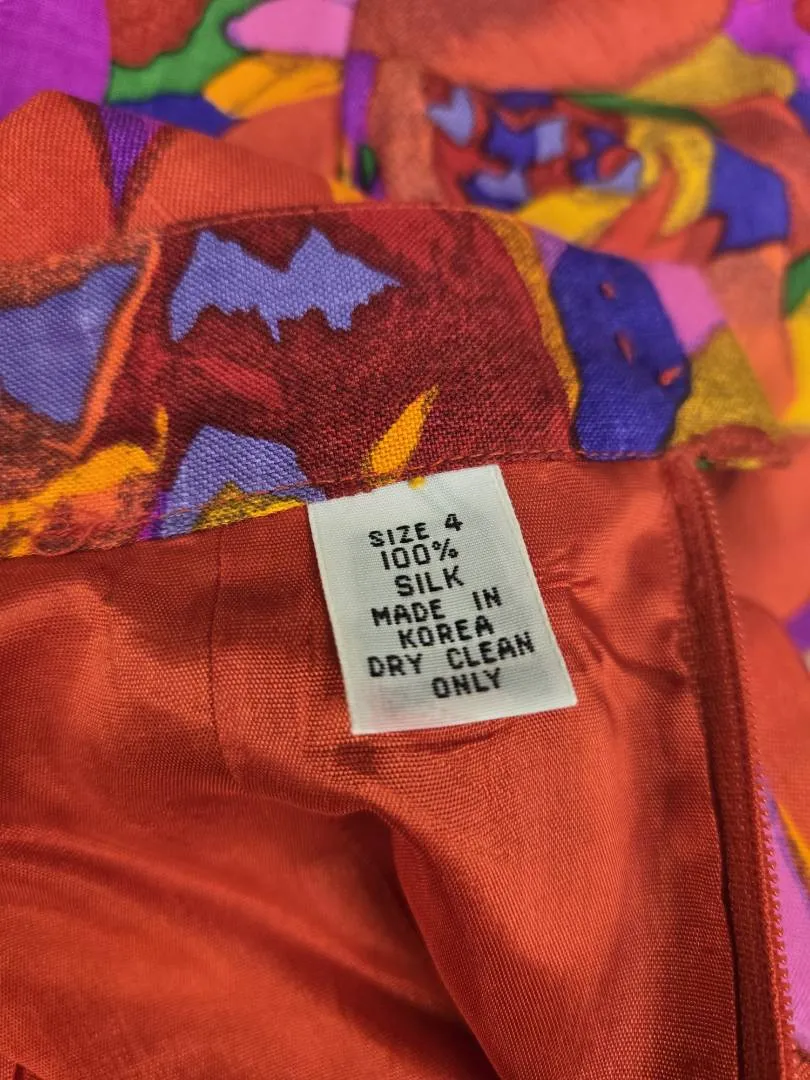 SIZE 4
100%
SILK
MADE IN
KOREA
DRY CLEAN
ONLY